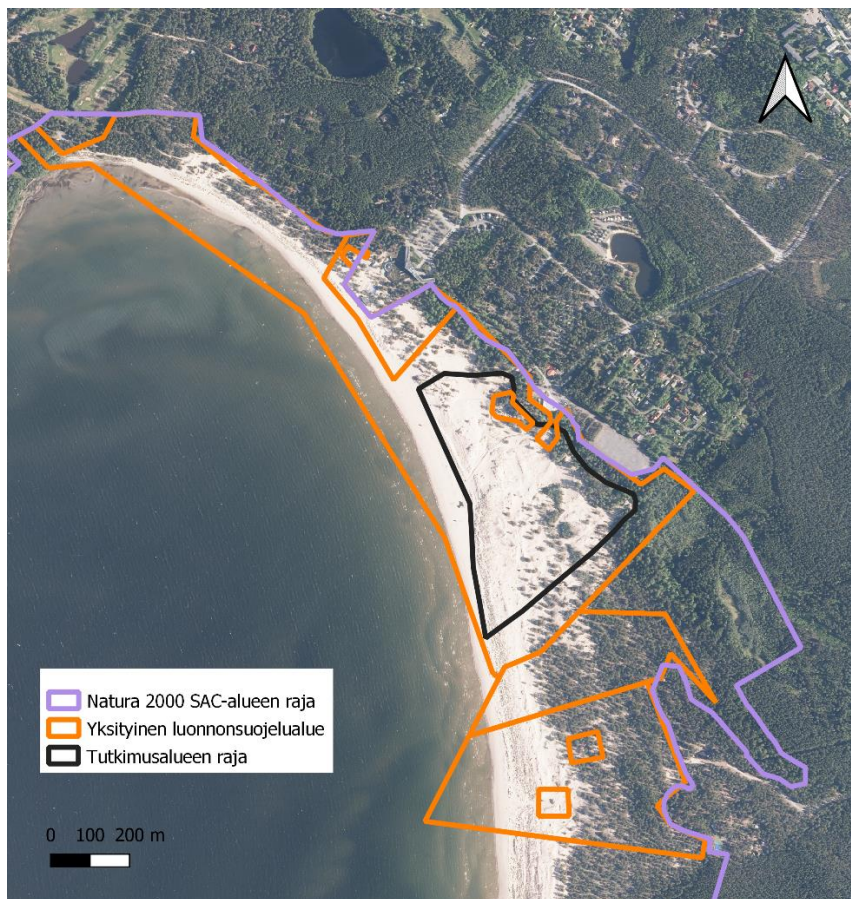 Natura 2000 SAC-alueen raja
Yksityinen luonnonsuojelualue
Tutkimusalueen raja
0 100 200 m